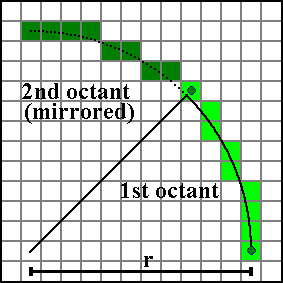 2nd octant
(mirrored)
1st octant
r